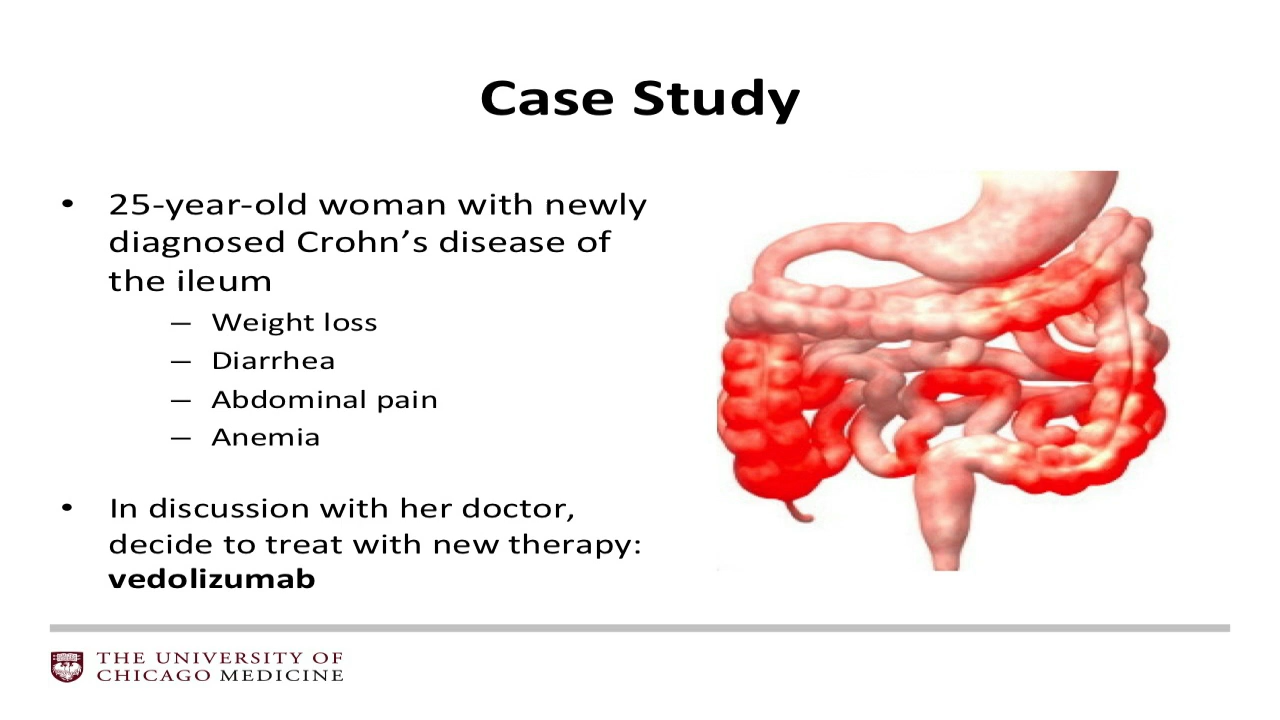 Case Study
• 25-year-old woman with newly
diagnosed Crohn’s disease of
the ileum
– Weight loss
– Diarrhea
– Abdominal pain
– Anemia
• In discussion with her doctor,
decide to treat with new therapy:
vedolizumab
THE UNIVERSITY OF
CHICAGO MEDICINE